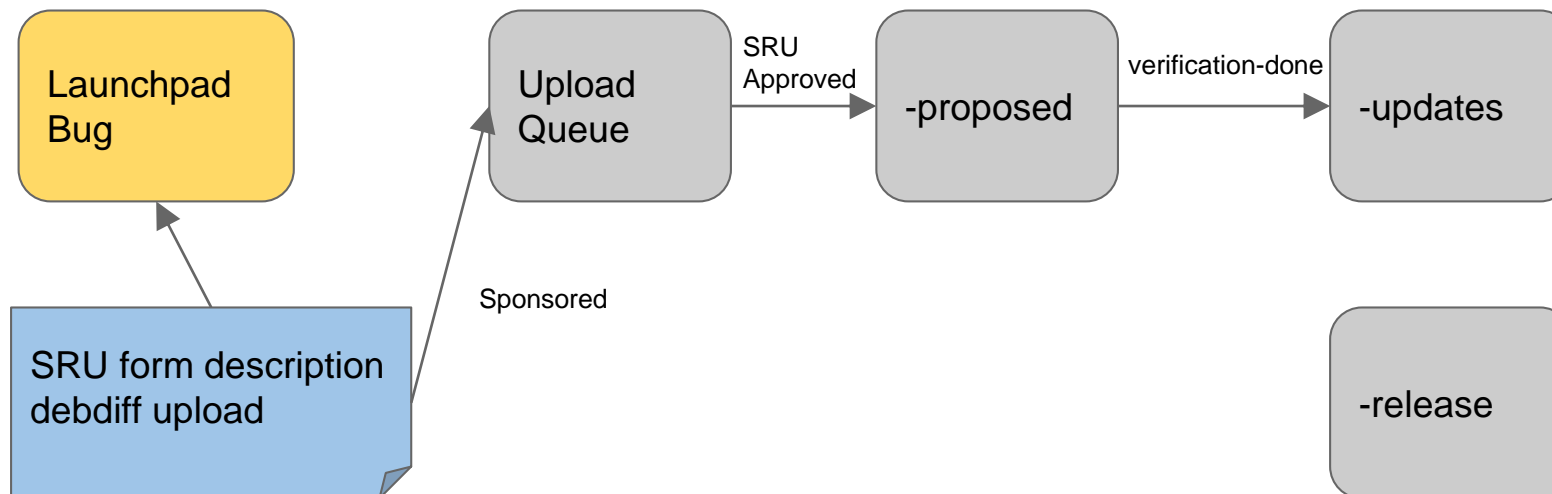 Launchpad
Bug
Upload
Queue
SRU
Approved
-proposed
verification-done
-updates
Sponsored
SRU form description
debdiff upload
-release